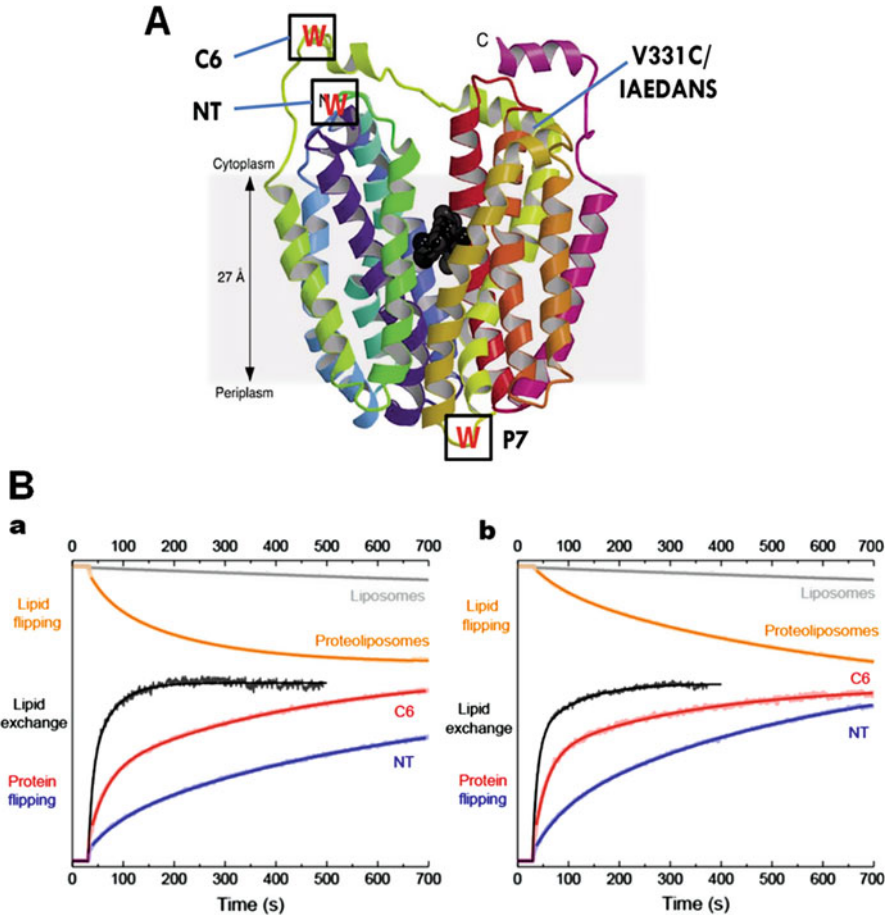 A
W
C6
C
V331C/
IAEDANS
NT
N
W
Cytoplasm
27 Å
Periplasm
W
P7
B
a
0 100 200 300 400 500 600 700
Lipid
flipping
Liposomes
Proteoliposomes
Lipid
exchange
C6
NT
Protein
flipping
0 100 200 300 400 500 600 700
Time (s)
b
0 100 200 300 400 500 600 700
Lipid
flipping
Liposomes
Proteoliposomes
C6
Lipid
exchange
NT
Protein
flipping
0 100 200 300 400 500 600 700
Time (s)